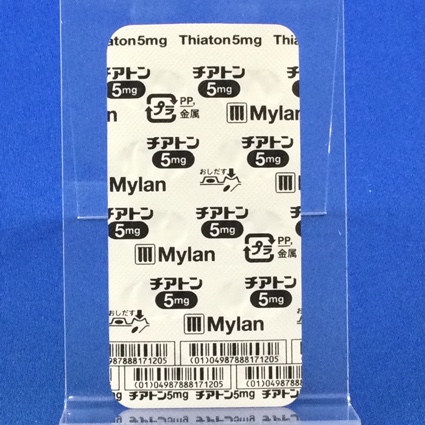 aton5mg Thiaton5mg
チアトン チアトン
5mg 5mg
プラ PP, 金属 Mylan
チアトン チアトン
5mg 5mg
Mylan おしだす
チアトン チアトン
5mg 5mg
Mylan プラ PP, 金属
チアトン チアトン
5mg 5mg
おしだす Mylan
04987888171205 (01)04987888171205
(01)04987888171205 (01)049878881
チアトン5mg チアトン5mg